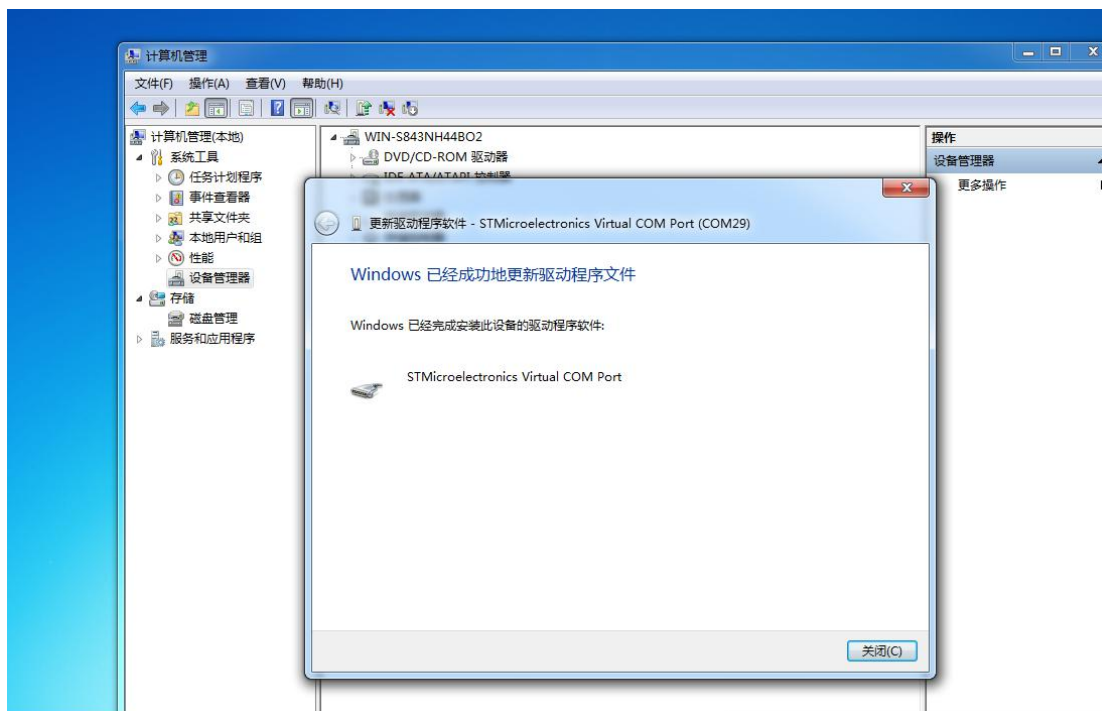 计算机管理
文件(F) 操作(A) 查看(V) 帮助(H)
计算机管理(本地)
系统工具
任务计划程序
事件查看器
共享文件夹
本地用户和组
性能
设备管理器
存储
磁盘管理
服务和应用程序
WIN-S843NH44BO2
DVD/CD-ROM 驱动器
IDE ATA/ATAPI 控制器
操作
设备管理器
更多操作
更新驱动程序软件 - STMicroelectronics Virtual COM Port (COM29)
Windows 已经成功地更新驱动程序文件
Windows 已经完成安装此设备的驱动程序软件:
STMicroelectronics Virtual COM Port
关闭(C)